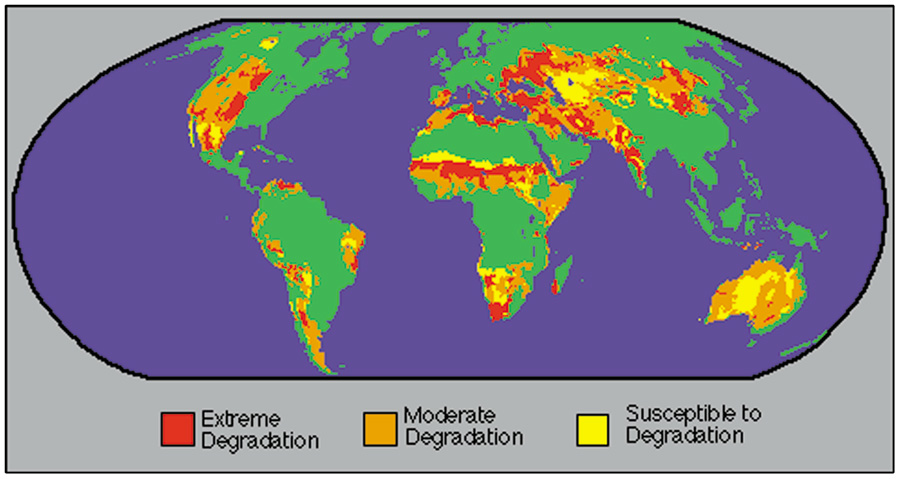 Extreme
Degradation
Moderate
Degradation
Susceptible to
Degradation